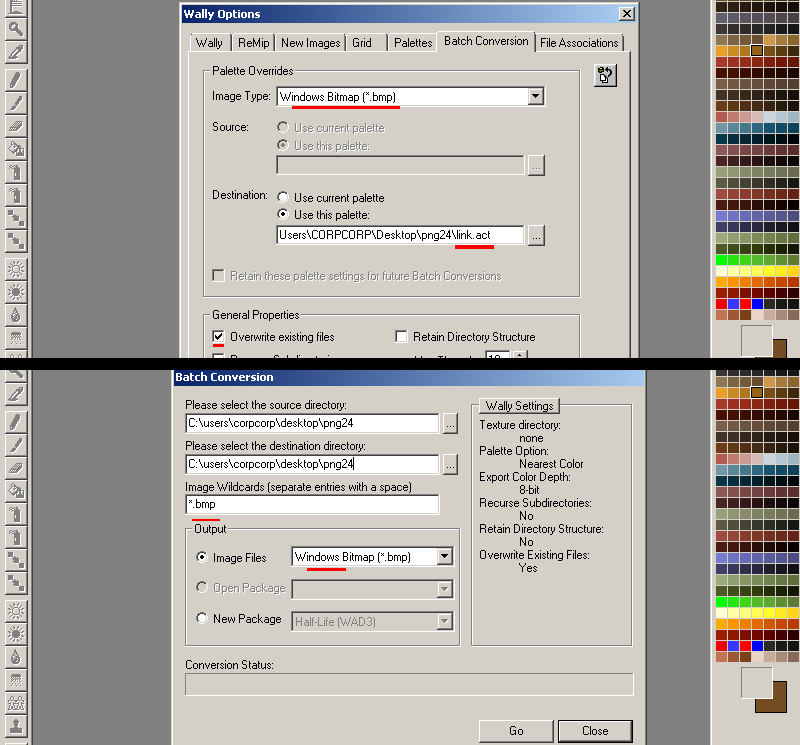 Wally Options
Wally ReMip New Images Grid Palettes Batch Conversion File Associations
Palette Overrides
Image Type: Windows Bitmap (*.bmp)
Source: Use current palette
Use this palette:
...
Destination: Use current palette
Use this palette:
Users\CORPCORP\Desktop\png24\link.act ...
Retain these palette settings for future Batch Conversions
General Properties
Overwrite existing files Retain Directory Structure
Batch Conversion
Please select the source directory:
C:\users\corpcorp\desktop\png24 ...
Please select the destination directory:
C:\users\corpcorp\desktop\png24 ...
Image Wildcards (separate entries with a space)
*.bmp
Output
Image Files Windows Bitmap (*.bmp)
Open Package
New Package Half-Life (WAD3)
Wally Settings
Texture directory:
none
Palette Option:
Nearest Color
Export Color Depth:
8-bit
Recurse Subdirectories:
No
Retain Directory Structure:
No
Overwrite Existing Files:
Yes
Conversion Status:
Go Close